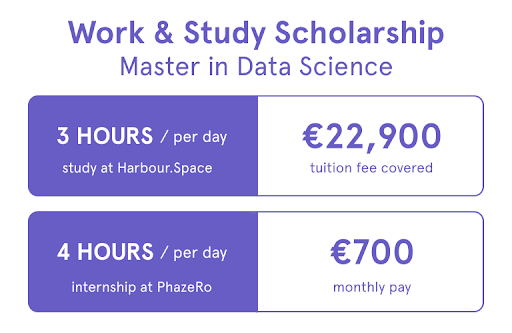 Work & Study Scholarship
Master in Data Science
3 HOURS / per day
study at Harbour.Space
€22,900
tuition fee covered
4 HOURS / per day
internship at PhazeRo
€700
monthly pay